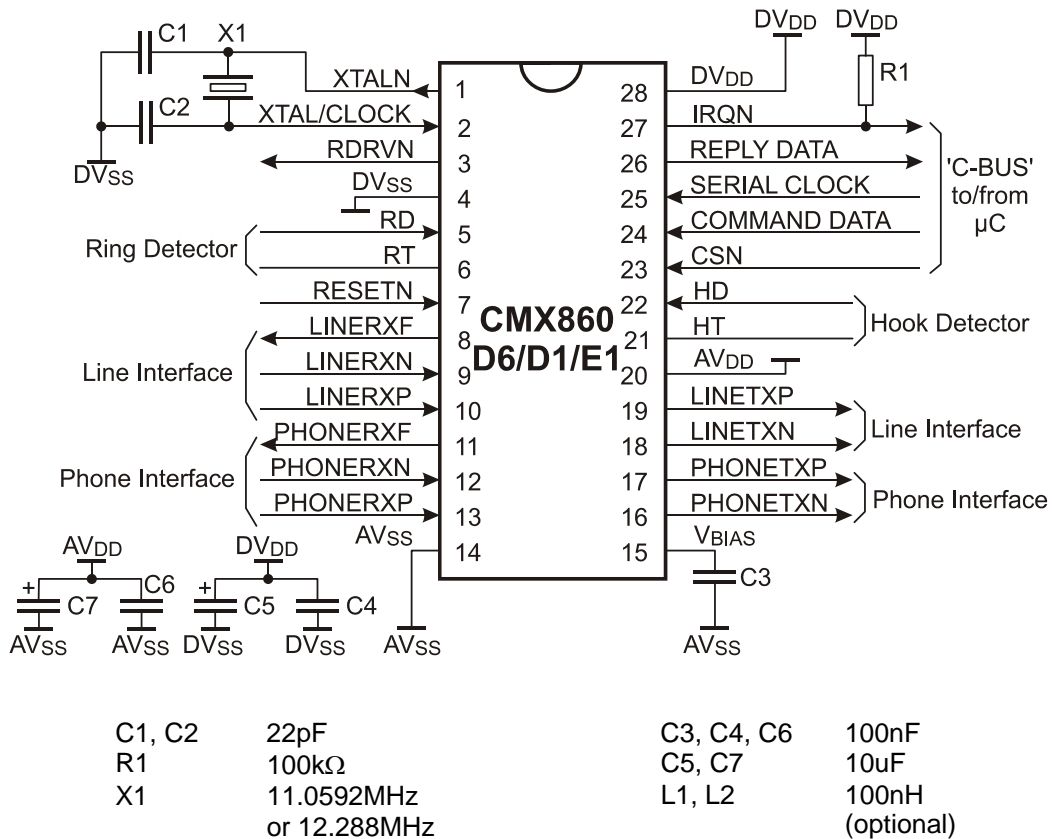 C1 X1 DVDD DVDD
XTALN 1 28 DVDD R1
C2 XTAL/CLOCK 2 27 IRQN
DVSS RDRVN 3 26 REPLY DATA
DVSS 4 25 SERIAL CLOCK
'C-BUS'
to/from
µC
RD 5 24 COMMAND DATA
Ring Detector
RT 6 23 CSN
RESETN 7 22 HD
CMX860
D6/D1/E1
Hook Detector
LINERXF 8 21 HT
Line Interface LINERXN 9 20 AVDD
LINERXP 10 19 LINETXP
Line Interface
PHONERXF 11 18 LINETXN
Phone Interface PHONERXN 12 17 PHONETXP
Phone Interface
PHONERXP 13 16 PHONETXN
AVSS 14 15 VBIAS
AVDD DVDD
+ C7 C6 + C5 C4 C3
AVSS AVSS DVSS DVSS AVSS AVSS
C1, C2 22pF C3, C4, C6 100nF
R1 100kΩ C5, C7 10uF
X1 11.0592MHz L1, L2 100nH
or 12.288MHz (optional)